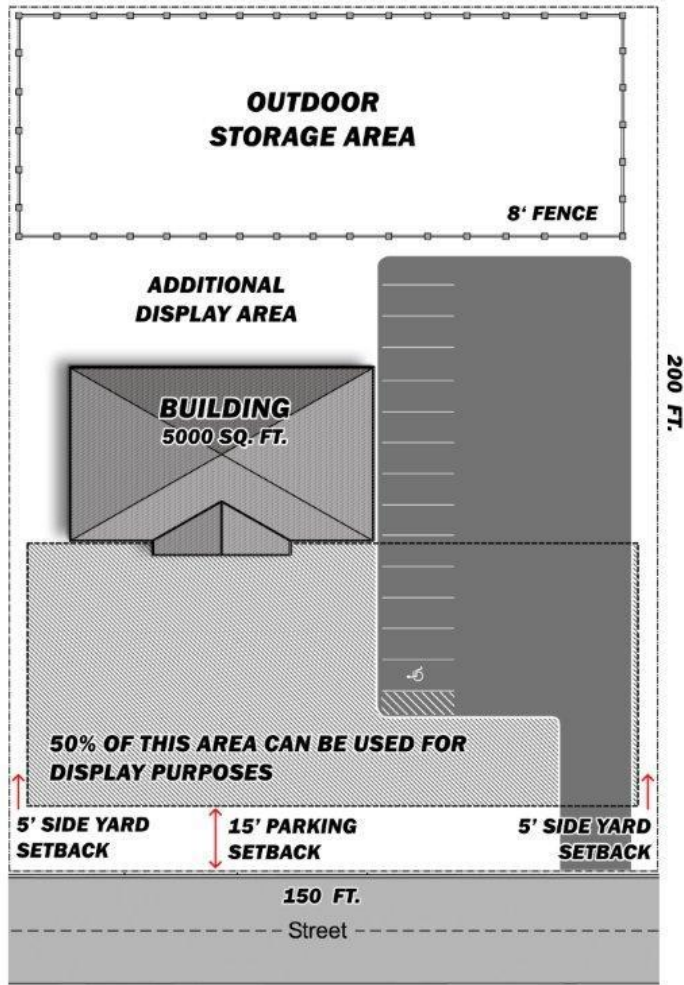 OUTDOOR
STORAGE AREA
8' FENCE
ADDITIONAL
DISPLAY AREA
200 FT.
BUILDING
5000 SQ. FT.
50% OF THIS AREA CAN BE USED FOR
DISPLAY PURPOSES
5' SIDE YARD
SETBACK
15' PARKING
SETBACK
5' SIDE YARD
SETBACK
150 FT.
Street